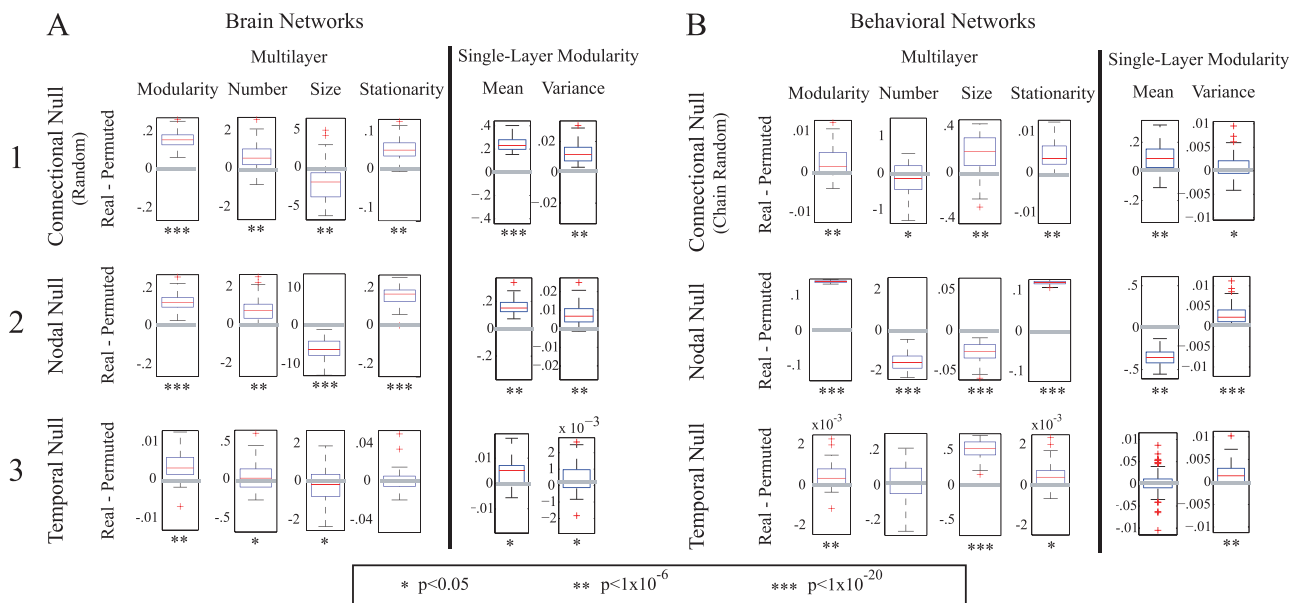 A Brain Networks
Multilayer
Single-Layer Modularity
Modularity Number Size Stationarity Mean Variance
1
Connectional Null
(Random)
Real - Permuted
.2 0 -.2
2 0 -2
5 0 -5
.1 0 -.1
.4 .2 0 -.2 -.4
.02 0 -.02
*** ** ** ** *** **
2
Nodal Null
Real - Permuted
.2 0 -.2
2 0 -2
10 0 -10
.2 0 -.2
.2 0 -.2
.02 .01 0 -.01 -.02
*** ** *** *** ** **
3
Temporal Null
Real - Permuted
.01 0 -.01
.5 0 -.5
2 0 -2
.04 0 -.04
.01 0 -.01
x 10-3
2 1 0 -1 -2
** * * * *
B Behavioral Networks
Multilayer
Single-Layer Modularity
Modularity Number Size Stationarity Mean Variance
Connectional Null
(Chain Random)
Real - Permuted
.01 0 -.01
1 0 -1
.4 0 -.4
.01 0 -.01
.2 0 -.2
.01 .005 0 -.005 -.01
** * ** ** ** *
Nodal Null
Real - Permuted
.1 0 -.1
2 0 -2
.05 0 -.05
.1 0 -.1
.5 0 -.5
.01 .005 0 -.005 -.01
*** *** *** *** ** ***
Temporal Null
Real - Permuted
x10-3
2 0 -2
2 0 -2
.5 0 -.5
x10-3
2 0 -2
.01 .005 0 -.005 -.01
.01 .005 0 -.005 -.01
** *** * **
* p<0.05 ** p<1x10-6 *** p<1x10-20